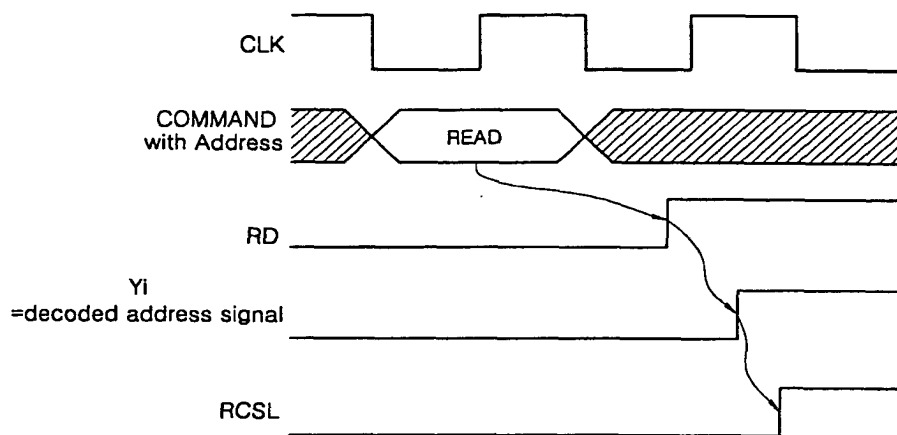 CLK
COMMAND
with Address
READ
RD
Yi
=decoded address signal
RCSL